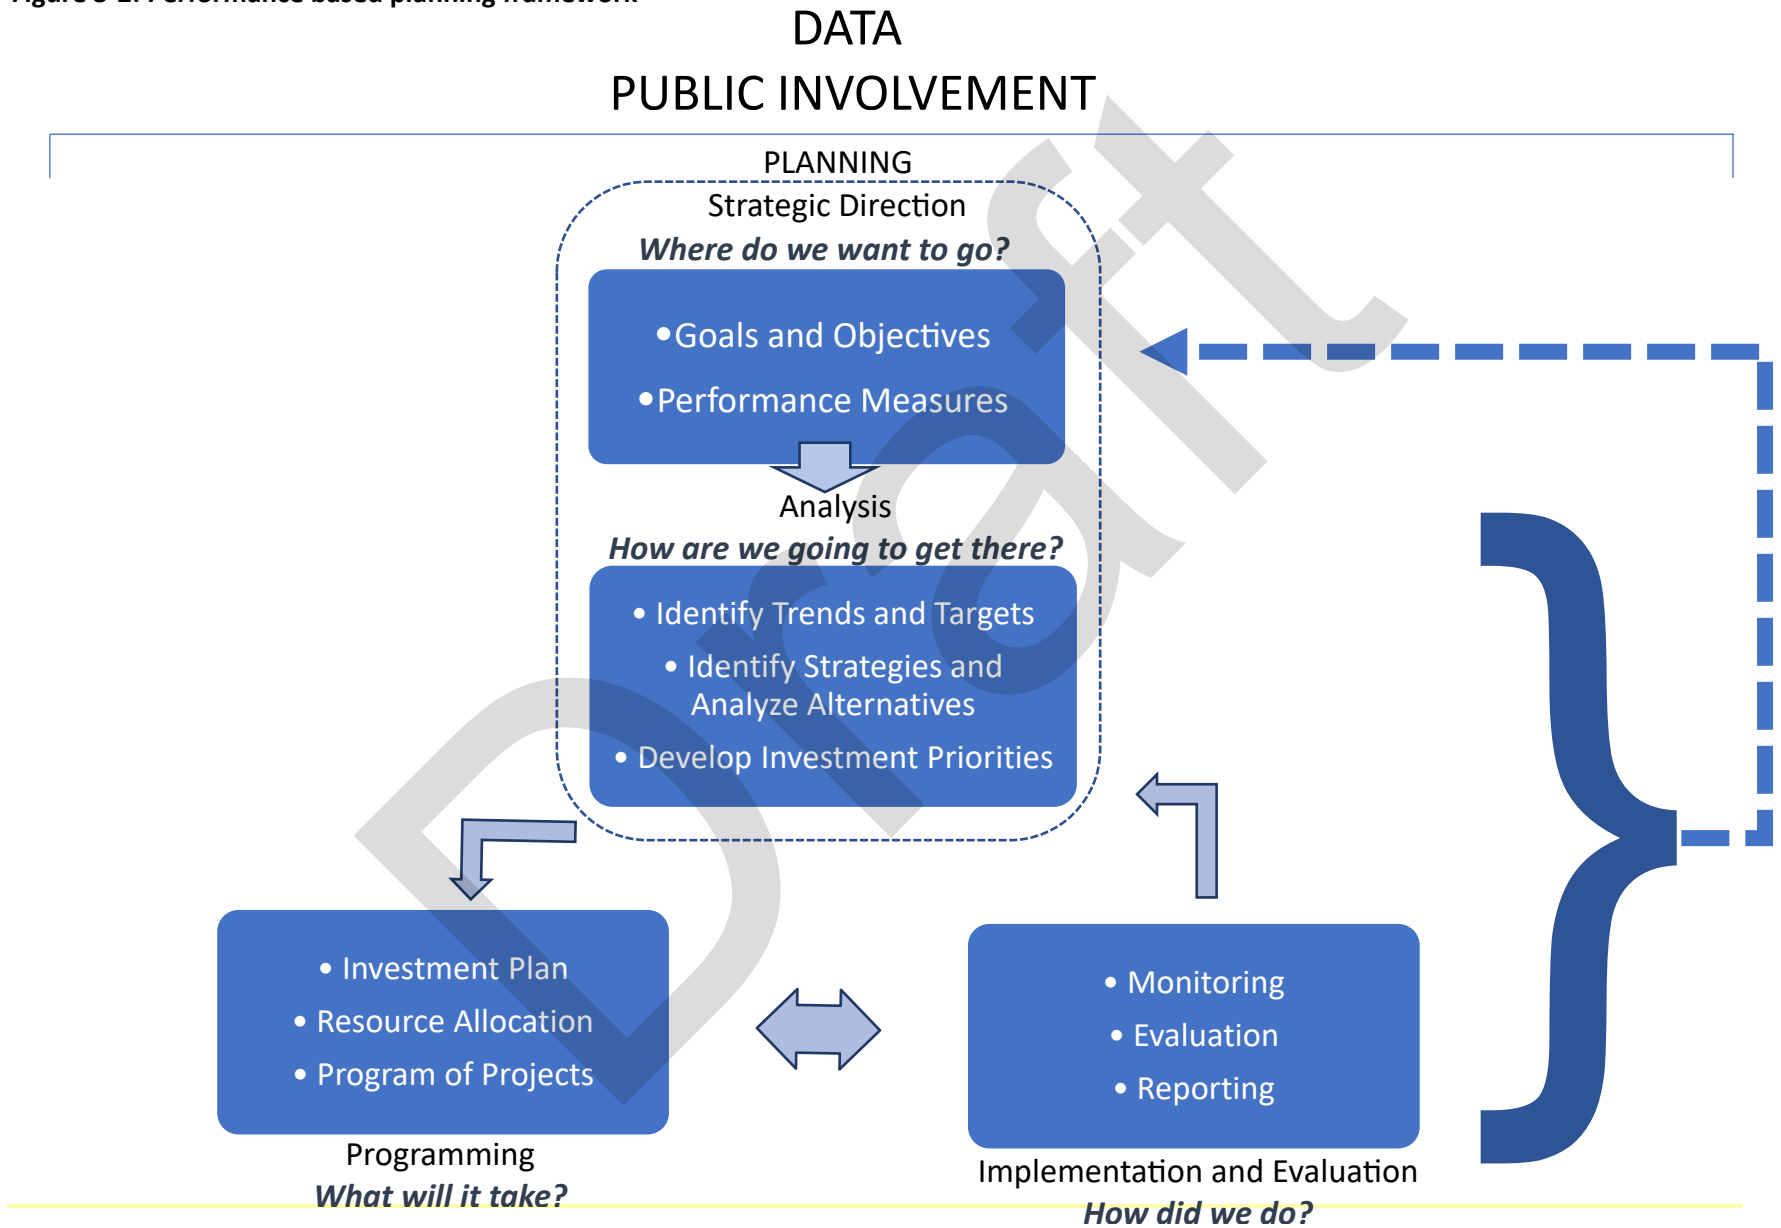 DATA
PUBLIC INVOLVEMENT
PLANNING
Strategic Direction
Where do we want to go?
•Goals and Objectives
•Performance Measures
Analysis
How are we going to get there?
• Identify Trends and Targets
• Identify Strategies and
Analyze Alternatives
• Develop Investment Priorities
• Investment Plan
• Resource Allocation
• Program of Projects
Programming
What will it take?
• Monitoring
• Evaluation
• Reporting
Implementation and Evaluation
How did we do?
Draft